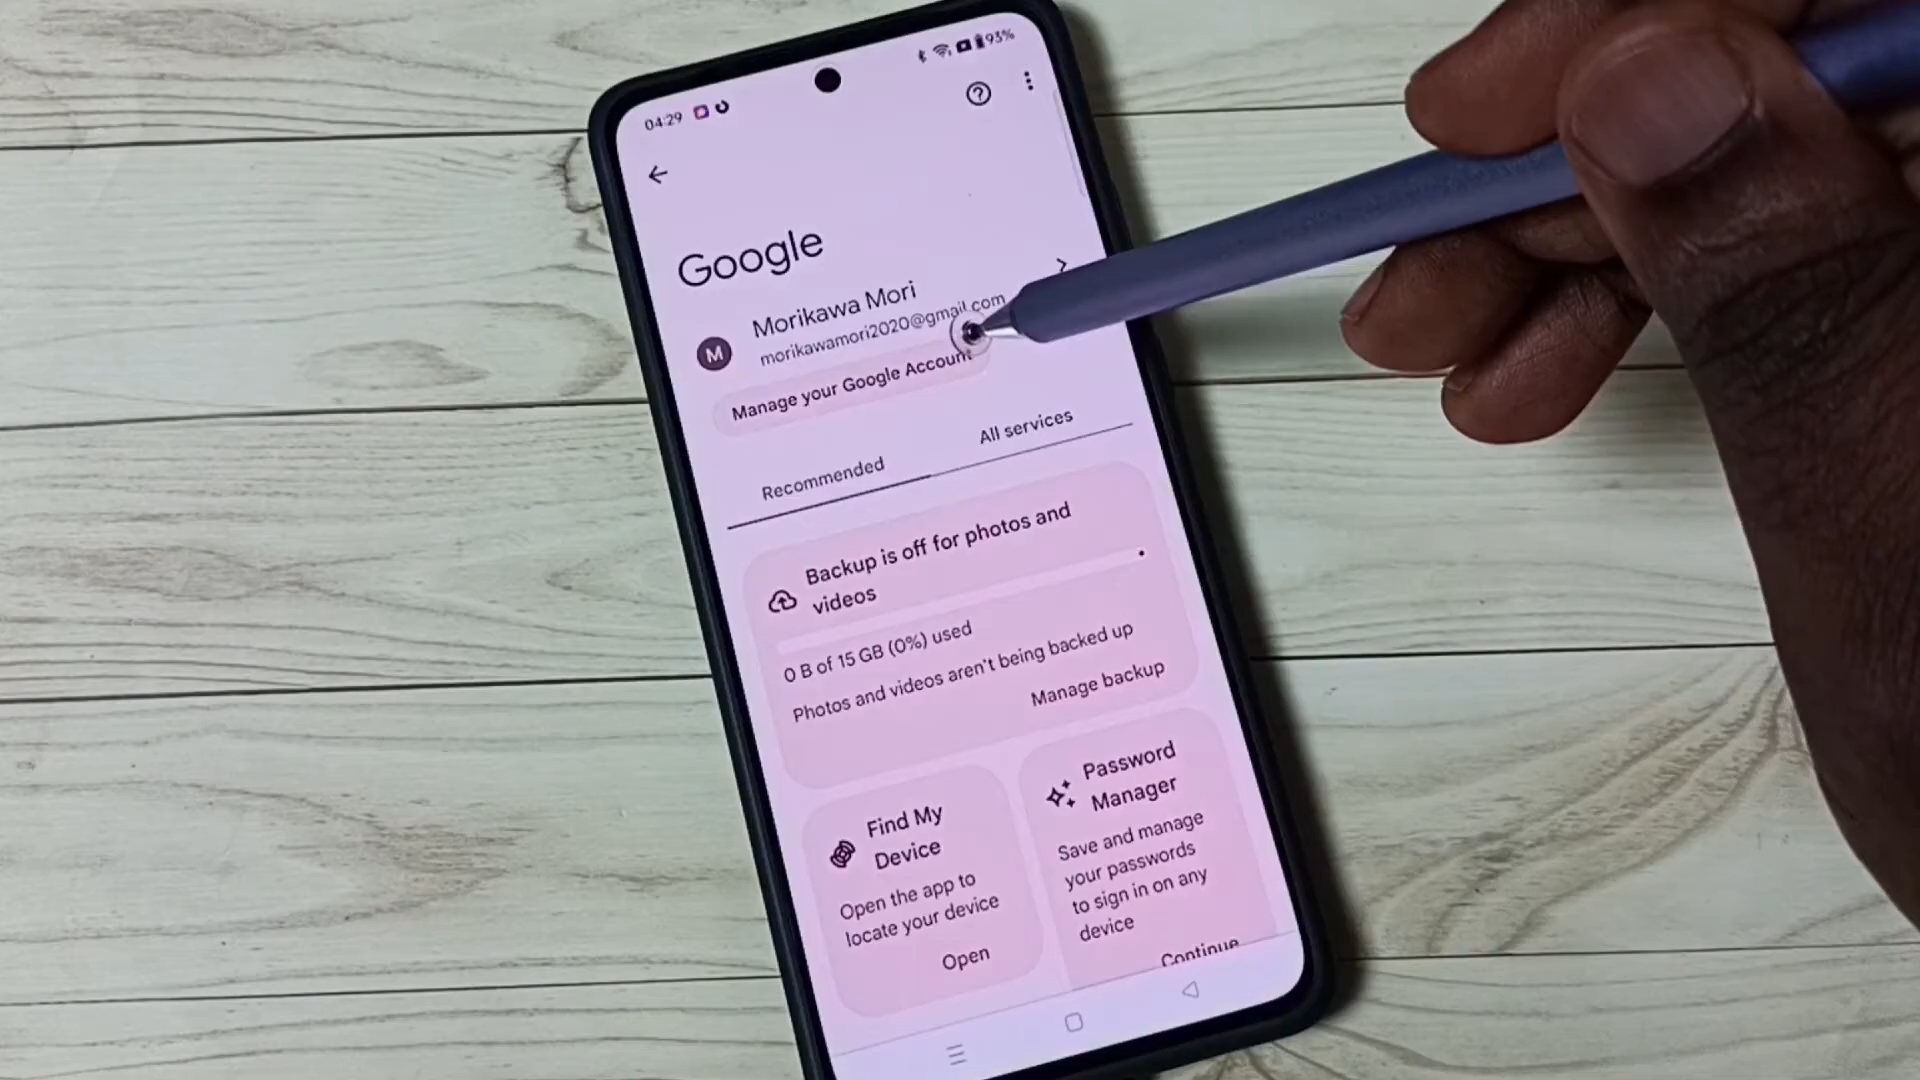 04:29
93%
Google
Morikawa Mori
morikawamori2020@gmail.com
M
Manage your Google Account
Recommended
All services
Backup is off for photos and
videos
0 B of 15 GB (0%) used
Photos and videos aren't being backed up
Manage backup
Find My
Device
Open the app to
locate your device
Open
Password
Manager
Save and manage
your passwords
to sign in on any
device
Continue